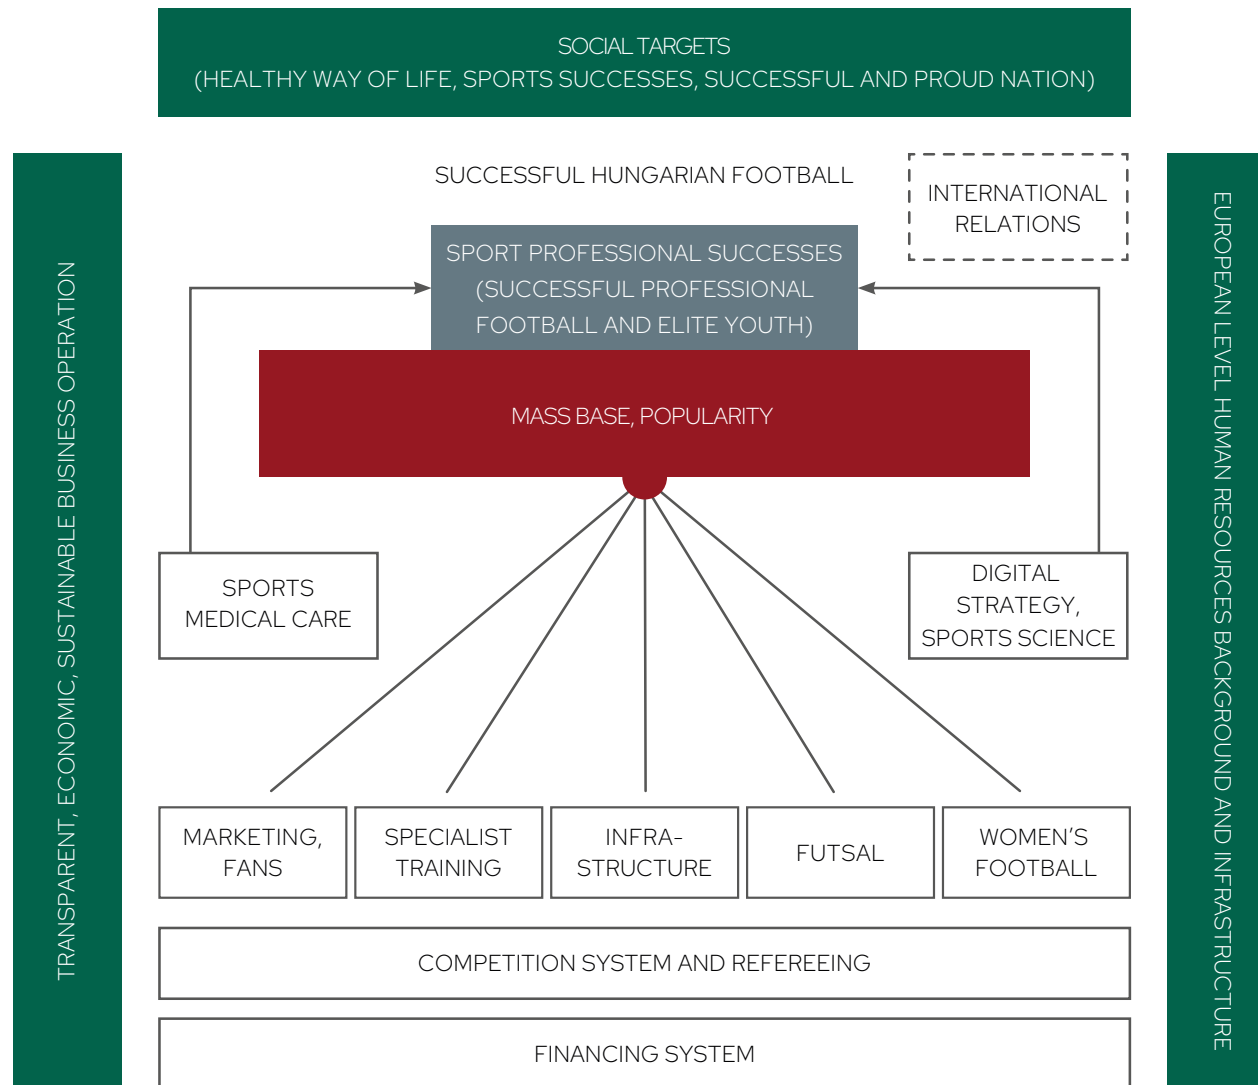 SOCIAL TARGETS
(HEALTHY WAY OF LIFE, SPORTS SUCCESSES, SUCCESSFUL AND PROUD NATION)
TRANSPARENT, ECONOMIC, SUSTAINABLE BUSINESS OPERATION
SUCCESSFUL HUNGARIAN FOOTBALL
INTERNATIONAL
RELATIONS
SPORT PROFESSIONAL SUCCESSES
(SUCCESSFUL PROFESSIONAL
FOOTBALL AND ELITE YOUTH)
MASS BASE, POPULARITY
SPORTS
MEDICAL CARE
DIGITAL
STRATEGY,
SPORTS SCIENCE
MARKETING,
FANS
SPECIALIST
TRAINING
INFRA-
STRUCTURE
FUTSAL
WOMEN'S
FOOTBALL
COMPETITION SYSTEM AND REFEREEING
FINANCING SYSTEM
EUROPEAN LEVEL HUMAN RESOURCES BACKGROUND AND INFRASTRUCTURE